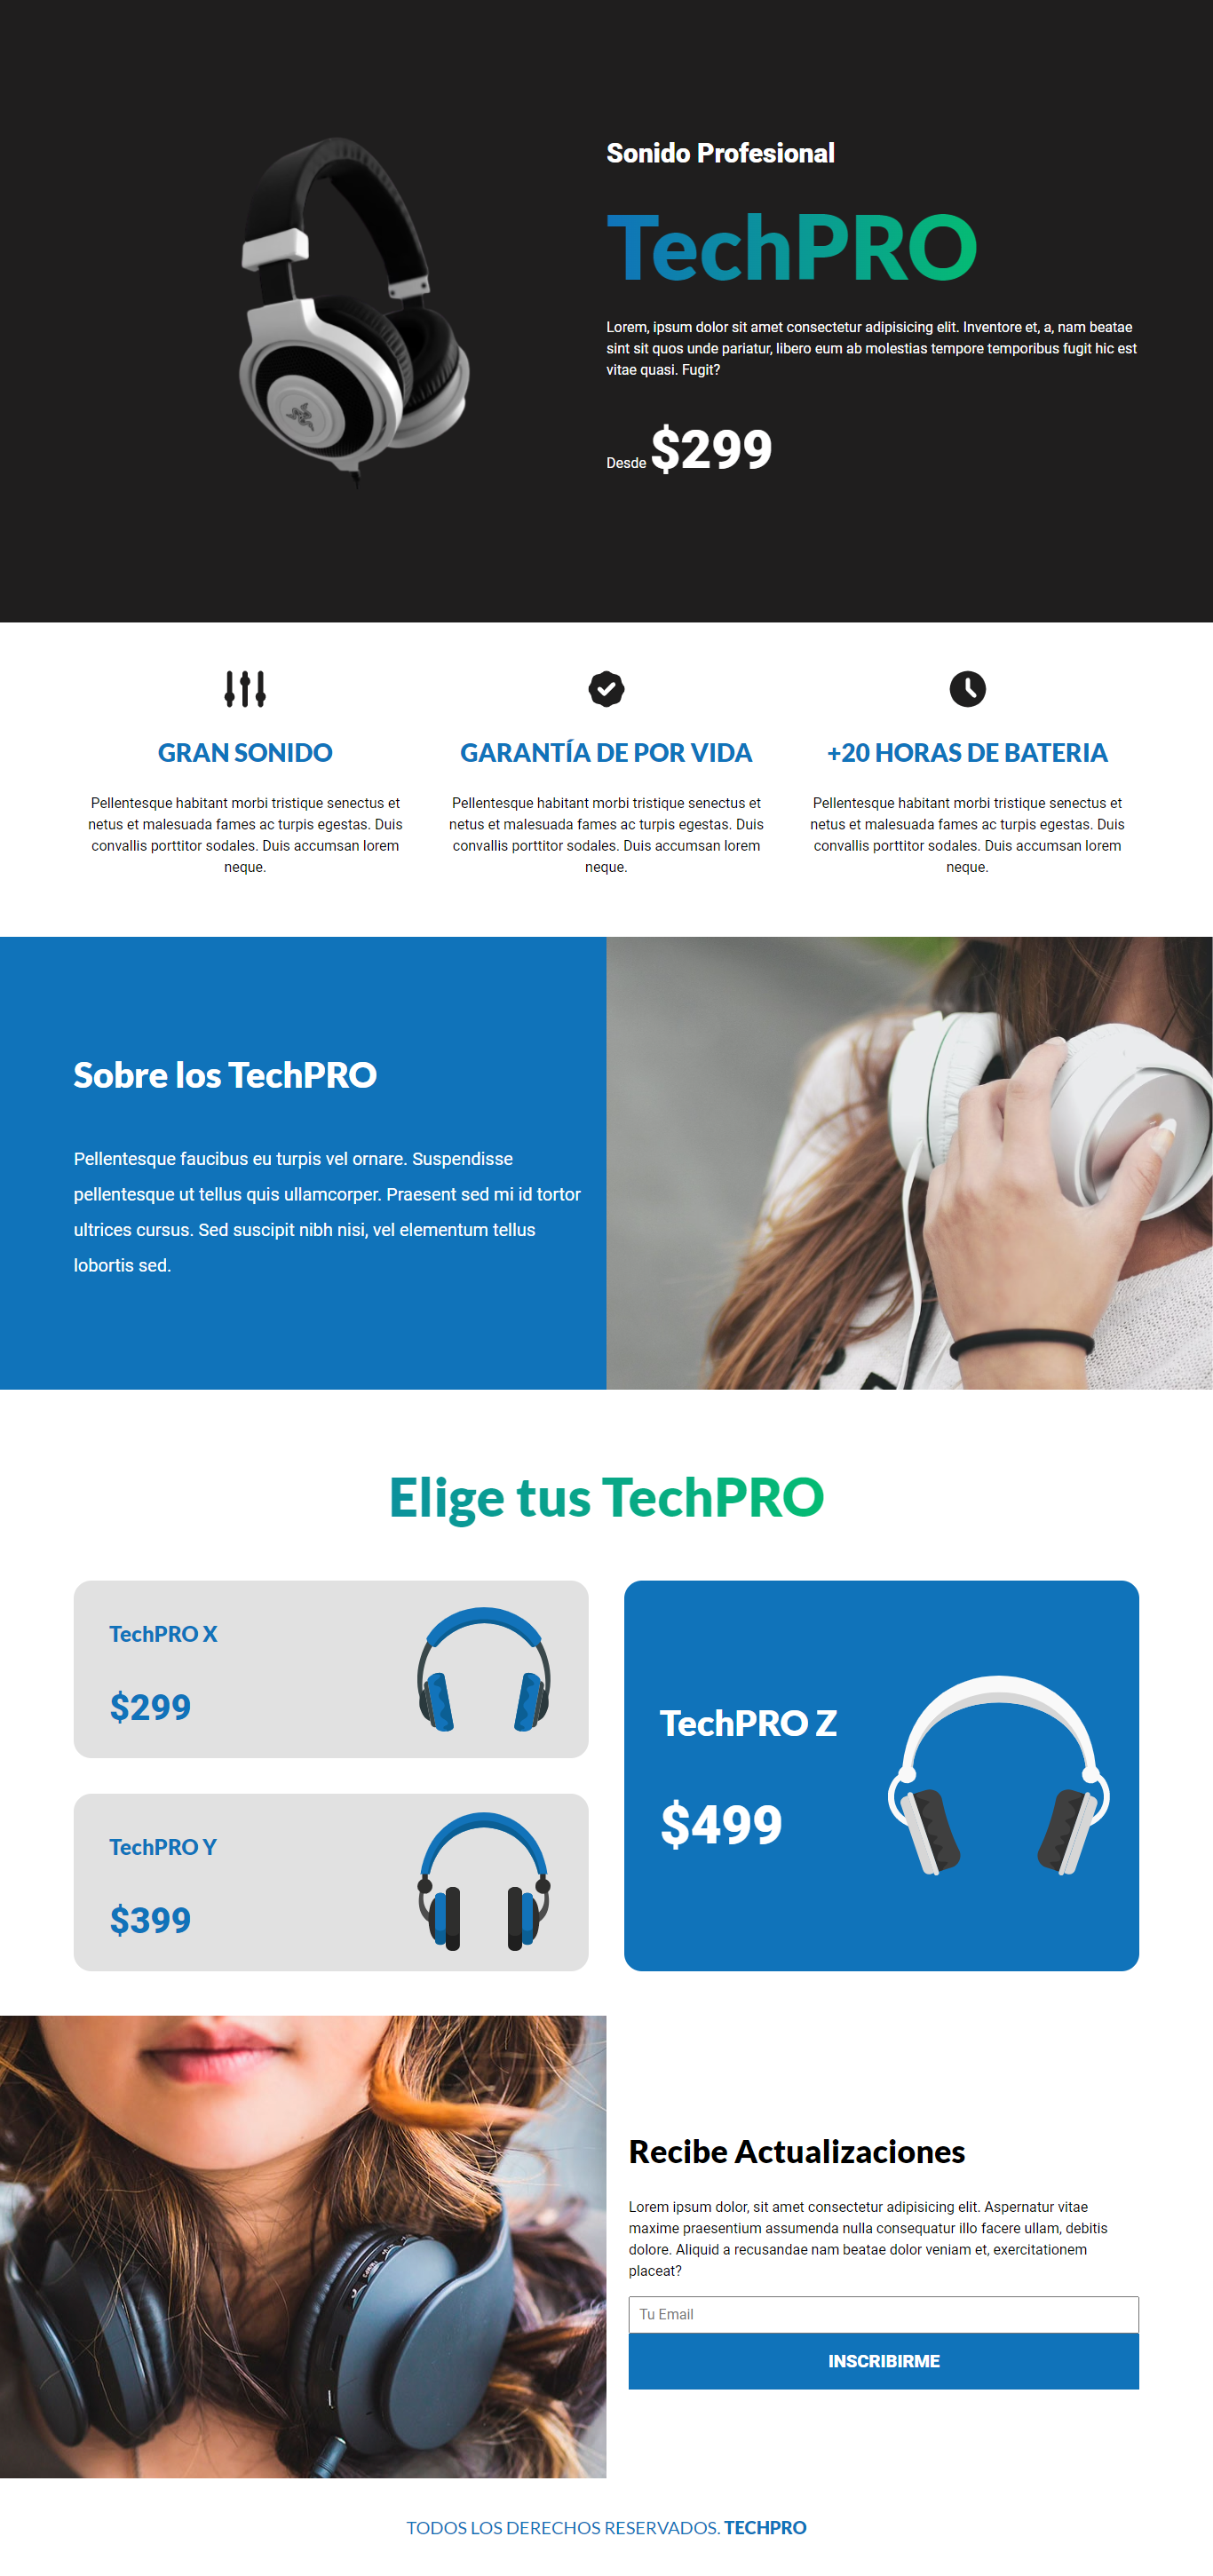 Sonido Profesional
TechPRO
Lorem, ipsum dolor sit amet consectetur adipisicing elit. Inventore et, a, nam beatae
sint sit quos unde pariatur, libero eum ab molestias tempore temporibus fugit hic est
vitae quasi. Fugit?
Desde $299
GRAN SONIDO
Pellentesque habitant morbi tristique senectus et
netus et malesuada fames ac turpis egestas. Duis
convallis porttitor sodales. Duis accumsan lorem
neque.
GARANTÍA DE POR VIDA
Pellentesque habitant morbi tristique senectus et
netus et malesuada fames ac turpis egestas. Duis
convallis porttitor sodales. Duis accumsan lorem
neque.
+20 HORAS DE BATERIA
Pellentesque habitant morbi tristique senectus et
netus et malesuada fames ac turpis egestas. Duis
convallis porttitor sodales. Duis accumsan lorem
neque.
Sobre los TechPRO
Pellentesque faucibus eu turpis vel ornare. Suspendisse
pellentesque ut tellus quis ullamcorper. Praesent sed mi id tortor
ultrices cursus. Sed suscipit nibh nisi, vel elementum tellus
lobortis sed.
Elige tus TechPRO
TechPRO X
$299
TechPRO Y
$399
TechPRO Z
$499
Recibe Actualizaciones
Lorem ipsum dolor, sit amet consectetur adipisicing elit. Aspernatur vitae
maxime praesentium assumenda nulla consequatur illo facere ullam, debitis
dolore. Aliquid a recusandae nam beatae dolor veniam et, exercitationem
placeat?
Tu Email
INSCRIBIRME
TODOS LOS DERECHOS RESERVADOS. TECHPRO